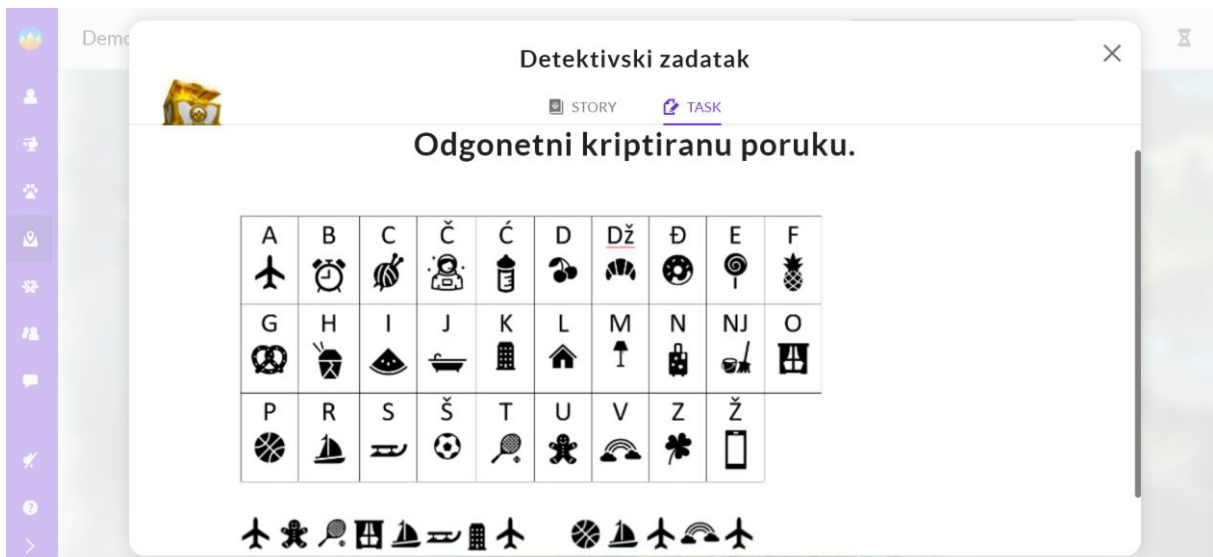 Demo
Detektivski zadatak
STORY TASK
Odgonetni kriptiranu poruku.
A B C Č Ć D Dž Đ E F
G H I J K L M N NJ O
P R S Š T U V Z Ž